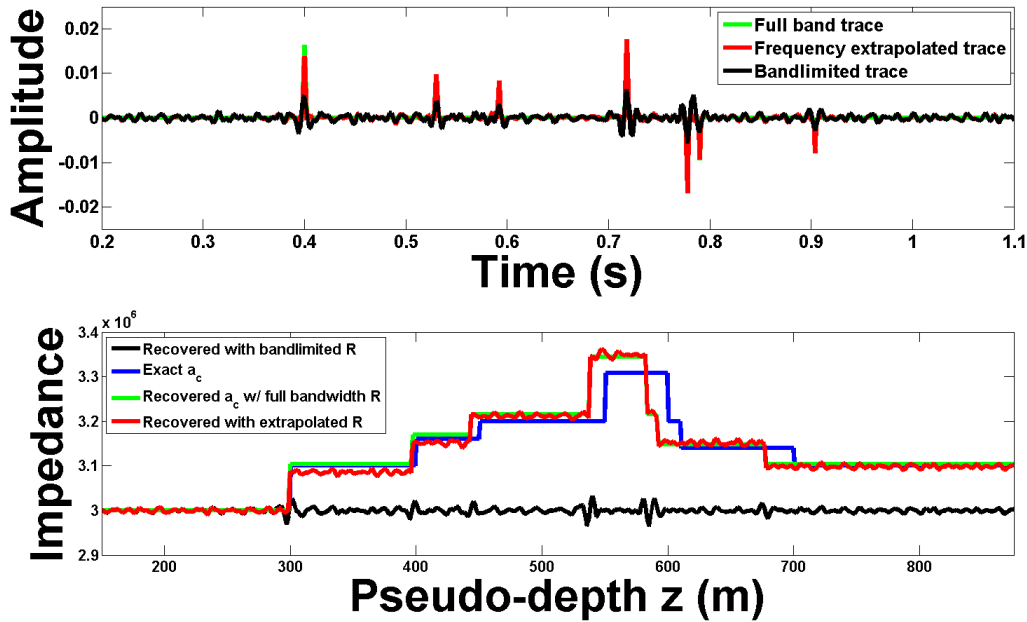 0.02
0.01
0
-0.01
-0.02
Amplitude
Full band trace
Frequency extrapolated trace
Bandlimited trace
0.2 0.3 0.4 0.5 0.6 0.7 0.8 0.9 1 1.1
Time (s)
x 10^6
3.4
3.3
3.2
3.1
3
2.9
Impedance
Recovered with bandlimited R
Exact a_c
Recovered a_c w/ full bandwidth R
Recovered with extrapolated R
200 300 400 500 600 700 800
Pseudo-depth z (m)